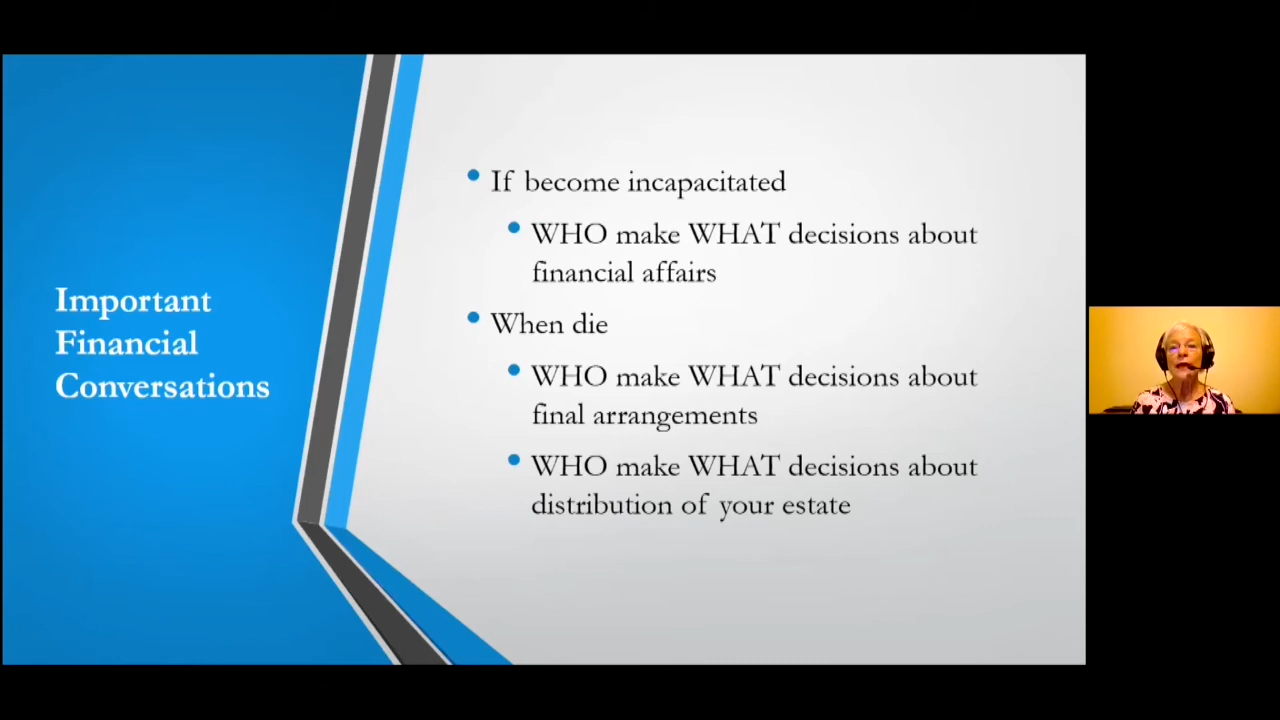 Important
Financial
Conversations
If become incapacitated
WHO make WHAT decisions about
financial affairs
When die
WHO make WHAT decisions about
final arrangements
WHO make WHAT decisions about
distribution of your estate